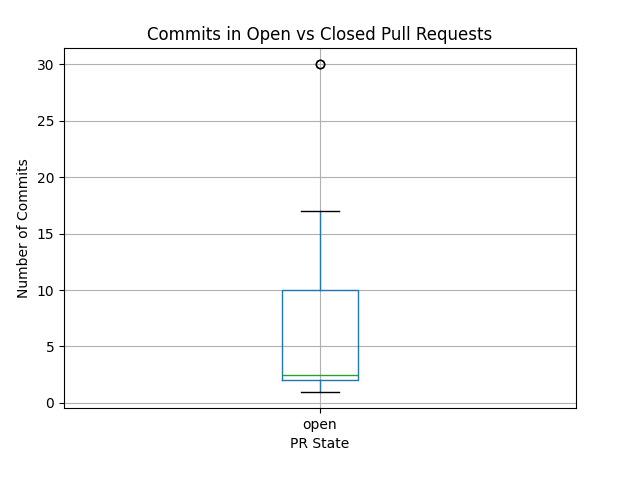 Commits in Open vs Closed Pull Requests
30
25
20
15
10
5
0
Number of Commits
open
PR State